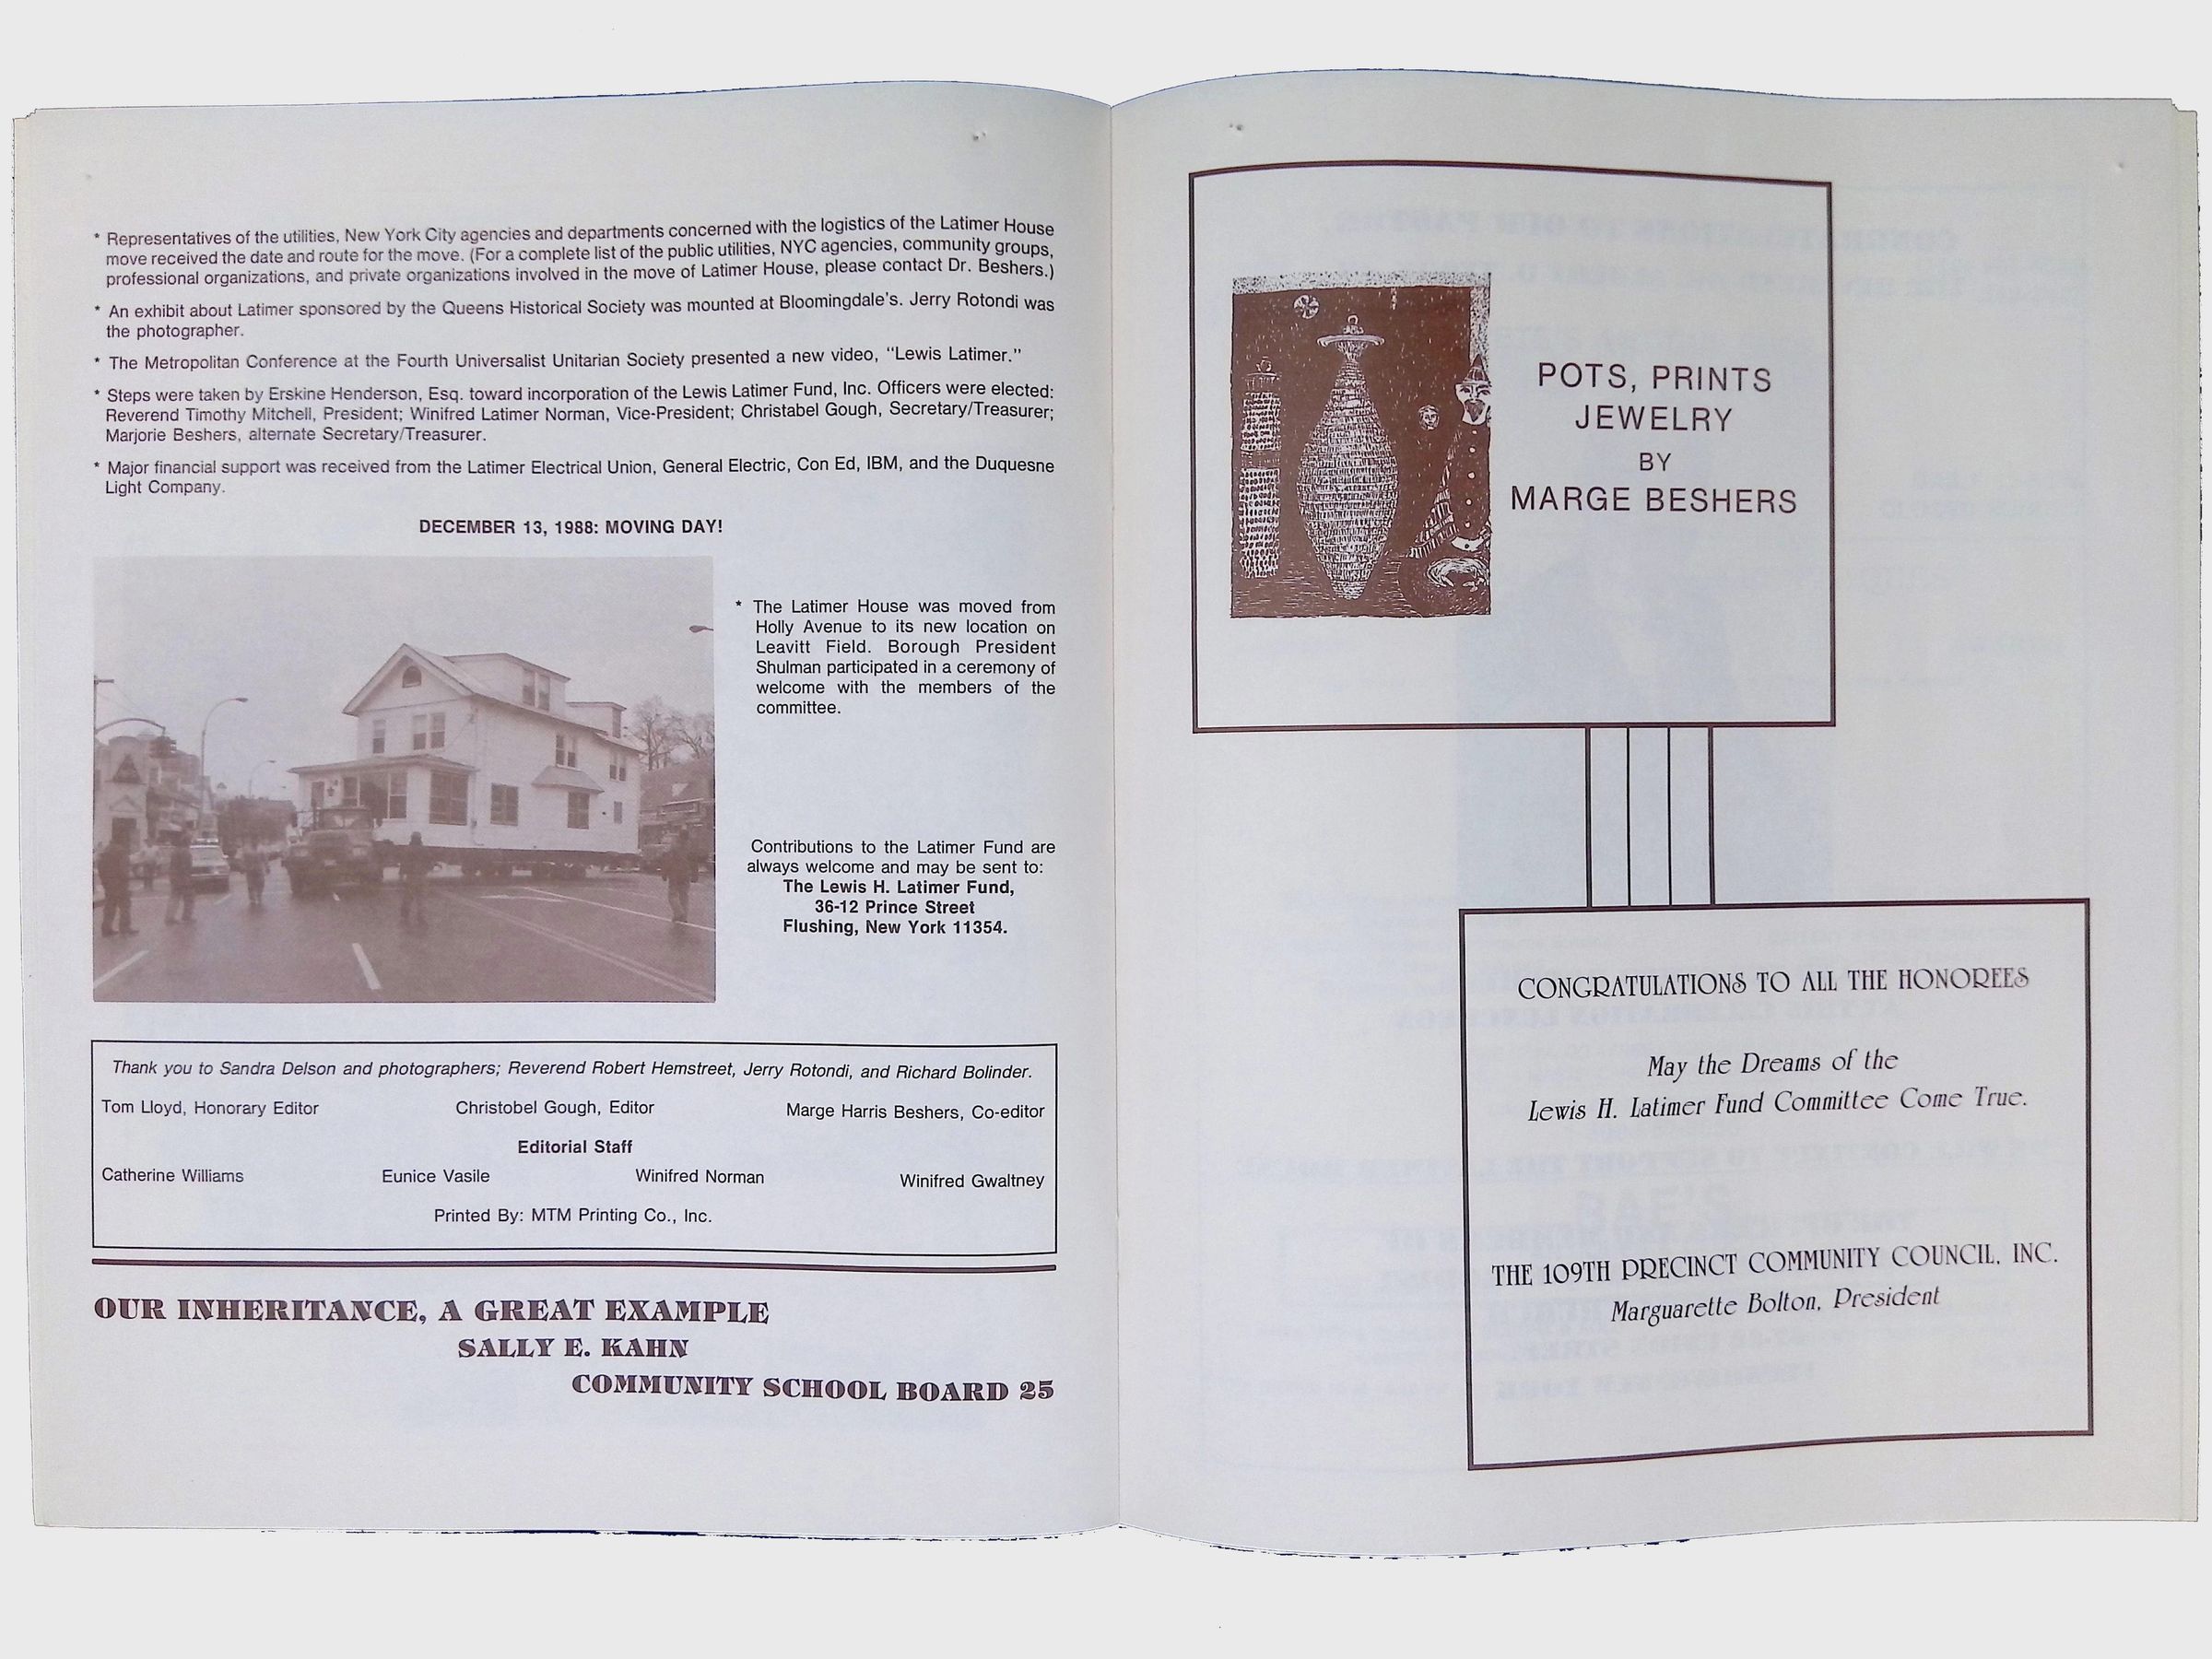 * Representatives of the utilities, New York City agencies and departments concerned with the logistics of the Latimer House
move received the date and route for the move. (For a complete list of the public utilities, NYC agencies, community groups,
professional organizations, and private organizations involved in the move of Latimer House, please contact Dr. Beshers.)
* An exhibit about Latimer sponsored by the Queens Historical Society was mounted at Bloomingdale's. Jerry Rotondi was
the photographer.
* The Metropolitan Conference at the Fourth Universalist Unitarian Society presented a new video, "Lewis Latimer."
* Steps were taken by Erskine Henderson, Esq. toward incorporation of the Lewis Latimer Fund, Inc. Officers were elected:
Reverend Timothy Mitchell, President; Winifred Latimer Norman, Vice-President; Christabel Gough, Secretary/Treasurer;
Marjorie Beshers, alternate Secretary/Treasurer.
* Major financial support was received from the Latimer Electrical Union, General Electric, Con Ed, IBM, and the Duquesne
Light Company.
DECEMBER 13, 1988: MOVING DAY!
* The Latimer House was moved from
Holly Avenue to its new location on
Leavitt Field. Borough President
Shulman participated in a ceremony of
welcome with the members of the
committee.
Contributions to the Latimer Fund are
always welcome and may be sent to:
The Lewis H. Latimer Fund,
36-12 Prince Street
Flushing, New York 11354.
Thank you to Sandra Delson and photographers; Reverend Robert Hemstreet, Jerry Rotondi, and Richard Bolinder.
Tom Lloyd, Honorary Editor Christobel Gough, Editor Marge Harris Beshers, Co-editor
Editorial Staff
Catherine Williams Eunice Vasile Winifred Norman Winifred Gwaltney
Printed By: MTM Printing Co., Inc.
OUR INHERITANCE, A GREAT EXAMPLE
SALLY E. KAHN
COMMUNITY SCHOOL BOARD 25
POTS, PRINTS
JEWELRY
BY
MARGE BESHERS
CONGRATULATIONS TO ALL THE HONOREES
May the Dreams of the
Lewis H. Latimer Fund Committee Come True.
THE 109TH PRECINCT COMMUNITY COUNCIL, INC.
Marguarette Bolton, President